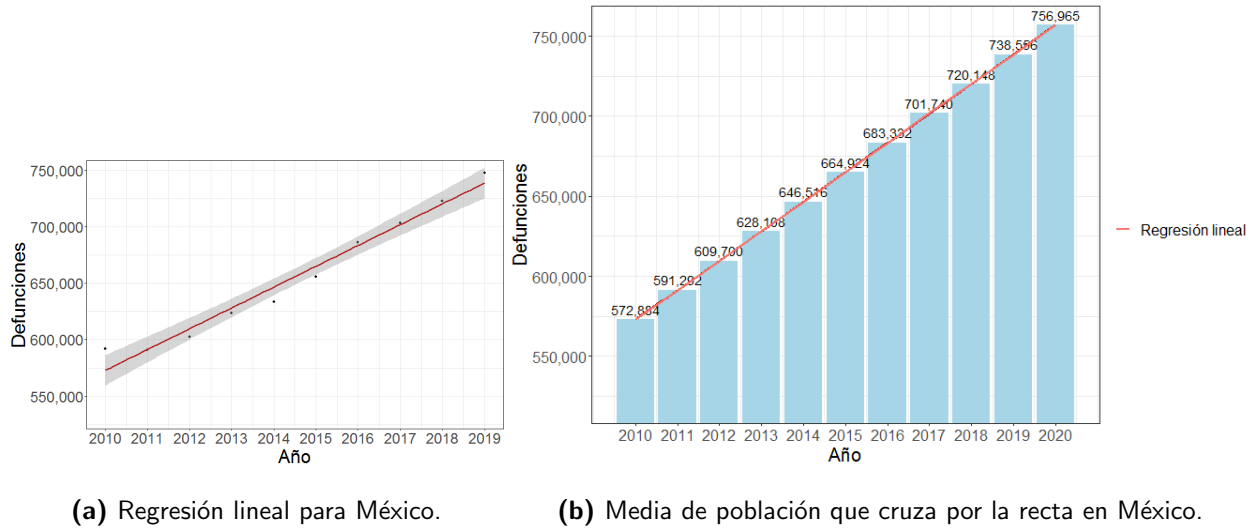 750,000
700,000
650,000
600,000
550,000
Defunciones
2010 2011 2012 2013 2014 2015 2016 2017 2018 2019
Año
750,000
700,000
650,000
600,000
550,000
Defunciones
572,884
591,292
609,700
628,108
646,516
664,924
683,332
701,740
720,148
738,556
756,965
2010 2011 2012 2013 2014 2015 2016 2017 2018 2019 2020
Año
Regresión lineal
(a) Regresión lineal para México.
(b) Media de población que cruza por la recta en México.